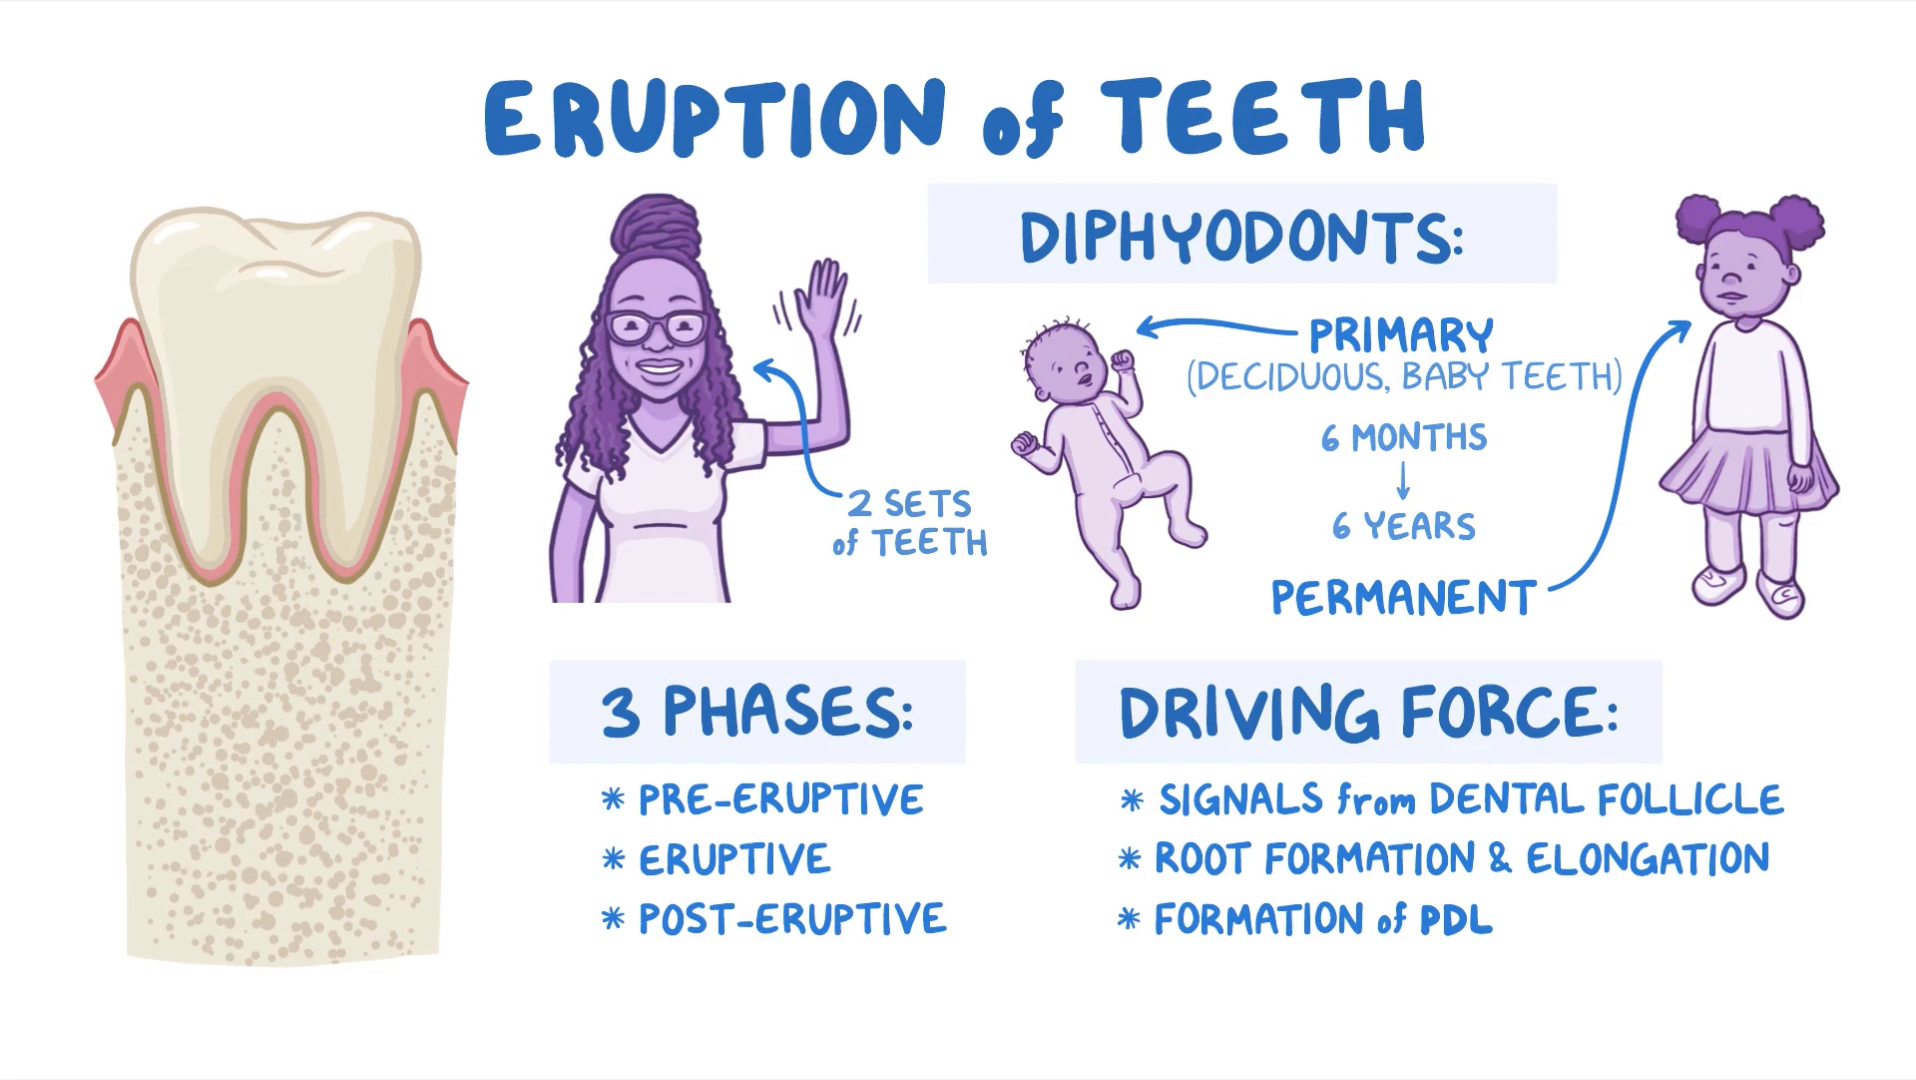 ERUPTION of TEETH
DIPHYODONTS:
2 SETS
of TEETH
PRIMARY
(DECIDUOUS, BABY TEETH)
6 MONTHS
6 YEARS
PERMANENT
3 PHASES:
* PRE-ERUPTIVE
* ERUPTIVE
* POST-ERUPTIVE
DRIVING FORCE:
* SIGNALS from DENTAL FOLLICLE
* ROOT FORMATION & ELONGATION
* FORMATION of PDL